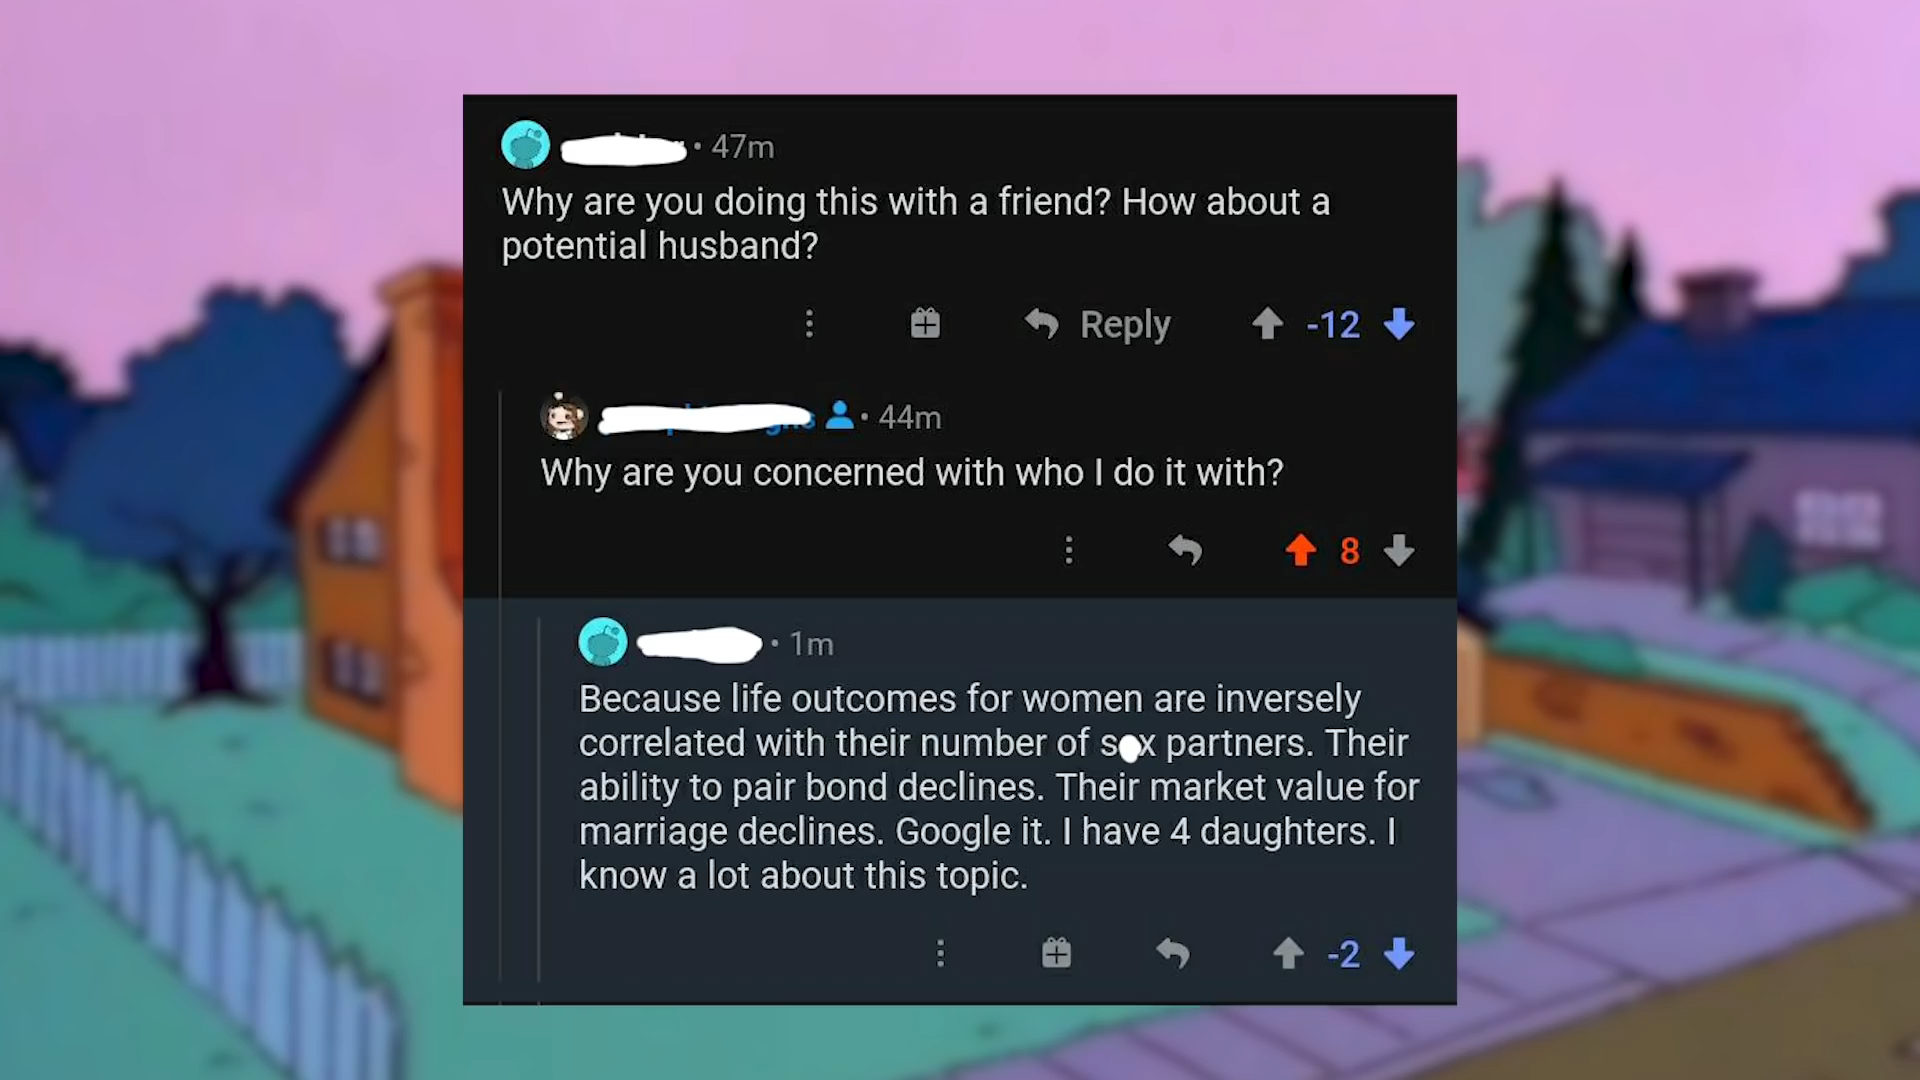 • 47m
Why are you doing this with a friend? How about a
potential husband?
Reply -12
• 44m
Why are you concerned with who I do it with?
8
• 1m
Because life outcomes for women are inversely
correlated with their number of s x partners. Their
ability to pair bond declines. Their market value for
marriage declines. Google it. I have 4 daughters. I
know a lot about this topic.
-2